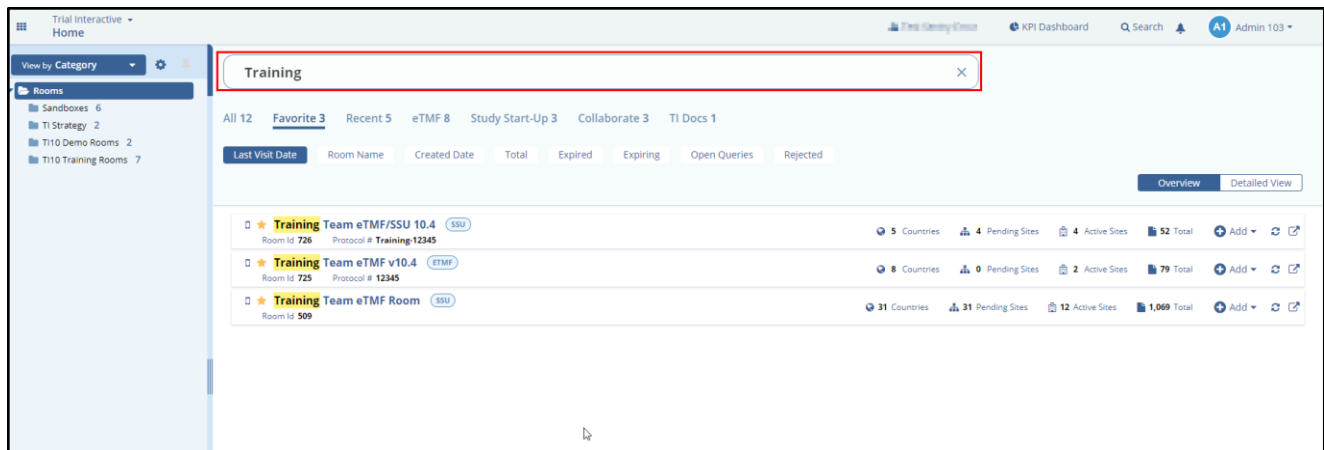 Trial Interactive
Home
KPI Dashboard
Search
A1 Admin 103
View by Category
Rooms
Sandboxes 6
TI Strategy 2
TI10 Demo Rooms 2
TI10 Training Rooms 7
Training
All 12 Favorite 3 Recent 5 eTMF 8 Study Start-Up 3 Collaborate 3 TI Docs 1
Last Visit Date Room Name Created Date Total Expired Expiring Open Queries Rejected
Overview Detailed View
Training Team eTMF/SSU 10.4 SSU
Room Id 726 Protocol # Training-12345
5 Countries 4 Pending Sites 4 Active Sites 52 Total Add
Training Team eTMF v10.4 ETMF
Room Id 725 Protocol # 12345
8 Countries 0 Pending Sites 2 Active Sites 79 Total Add
Training Team eTMF Room SSU
Room Id 509
31 Countries 31 Pending Sites 12 Active Sites 1,069 Total Add